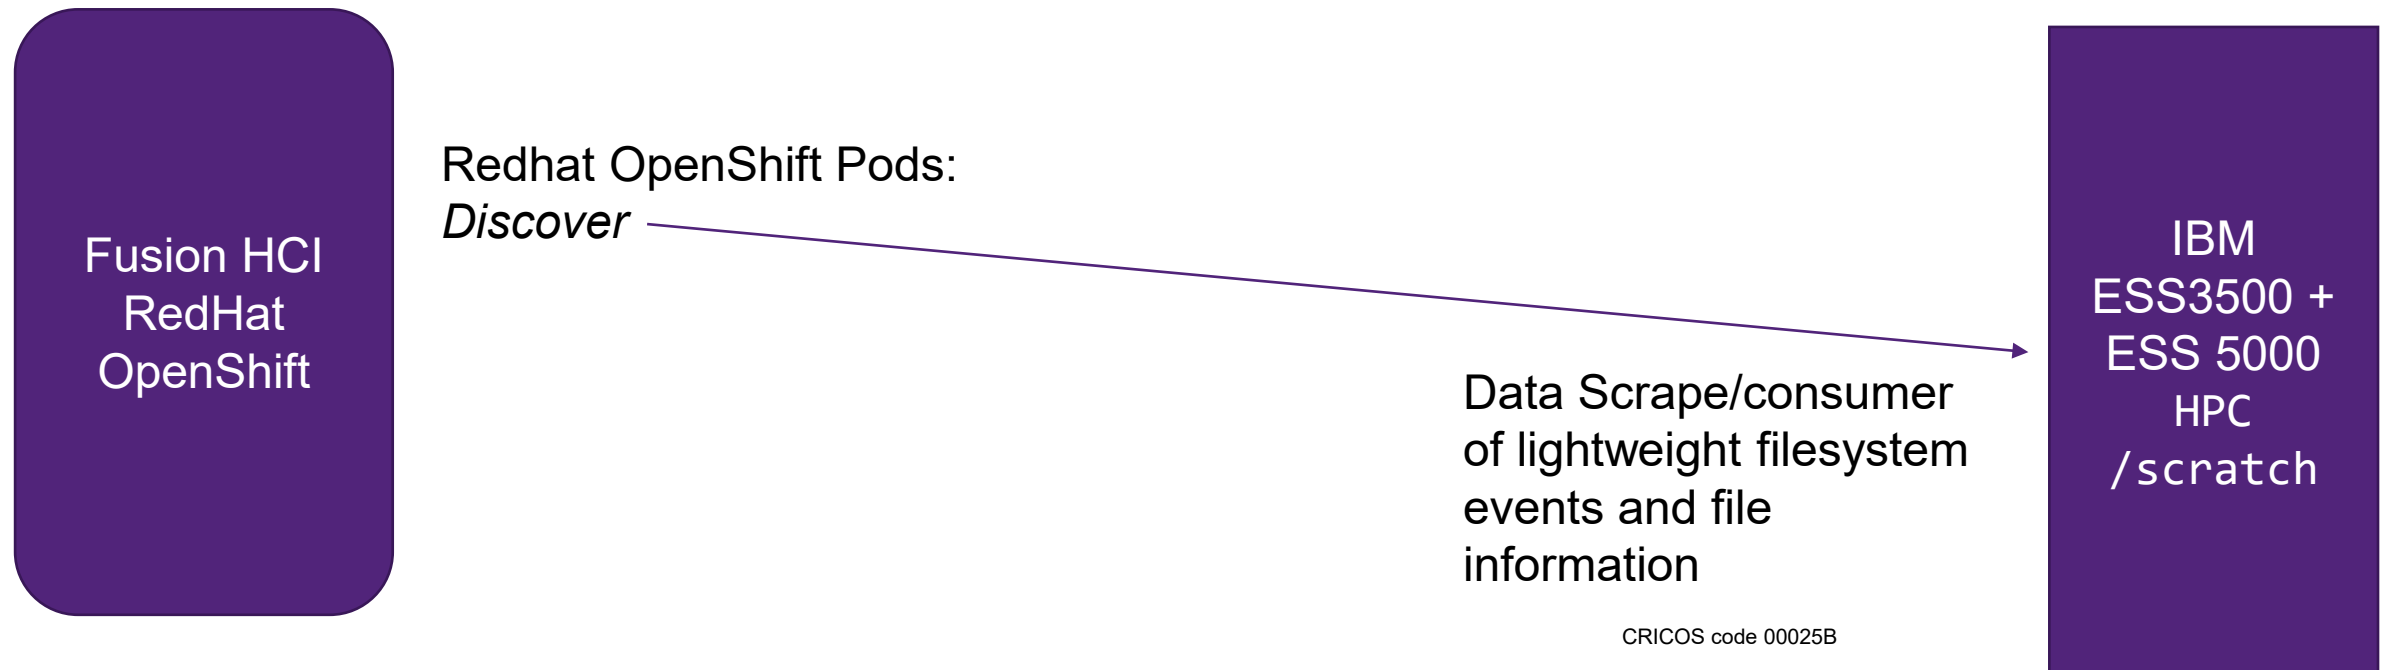 Fusion HCI
RedHat
OpenShift
Redhat OpenShift Pods:
Discover
Data Scrape/consumer
of lightweight filesystem
events and file
information
IBM
ESS3500 +
ESS 5000
HPC
/scratch
CRICOS code 00025B